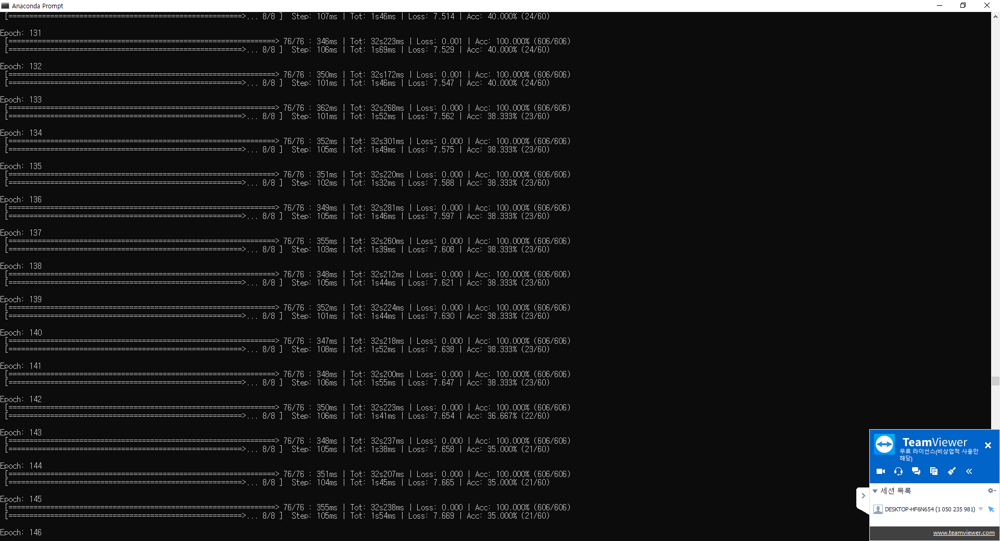 Anaconda Prompt
[========================================================>... 8/8 ]  Step: 107ms | Tot: 1s46ms | Loss: 7.514 | Acc: 40.000% (24/60)
Epoch: 131
[================================================================> 76/76 : 346ms | Tot: 32s223ms | Loss: 0.001 | Acc: 100.000% (606/606)
[========================================================>... 8/8 ]  Step: 106ms | Tot: 1s69ms | Loss: 7.529 | Acc: 40.000% (24/60)
Epoch: 132
[================================================================> 76/76 : 350ms | Tot: 32s172ms | Loss: 0.001 | Acc: 100.000% (606/606)
[========================================================>... 8/8 ]  Step: 101ms | Tot: 1s46ms | Loss: 7.547 | Acc: 40.000% (24/60)
Epoch: 133
[================================================================> 76/76 : 362ms | Tot: 32s268ms | Loss: 0.000 | Acc: 100.000% (606/606)
[========================================================>... 8/8 ]  Step: 101ms | Tot: 1s52ms | Loss: 7.562 | Acc: 38.333% (23/60)
Epoch: 134
[================================================================> 76/76 : 352ms | Tot: 32s301ms | Loss: 0.000 | Acc: 100.000% (606/606)
[========================================================>... 8/8 ]  Step: 105ms | Tot: 1s49ms | Loss: 7.575 | Acc: 38.333% (23/60)
Epoch: 135
[================================================================> 76/76 : 351ms | Tot: 32s220ms | Loss: 0.000 | Acc: 100.000% (606/606)
[========================================================>... 8/8 ]  Step: 102ms | Tot: 1s32ms | Loss: 7.588 | Acc: 38.333% (23/60)
Epoch: 136
[================================================================> 76/76 : 349ms | Tot: 32s281ms | Loss: 0.000 | Acc: 100.000% (606/606)
[========================================================>... 8/8 ]  Step: 105ms | Tot: 1s46ms | Loss: 7.597 | Acc: 38.333% (23/60)
Epoch: 137
[================================================================> 76/76 : 355ms | Tot: 32s260ms | Loss: 0.000 | Acc: 100.000% (606/606)
[========================================================>... 8/8 ]  Step: 103ms | Tot: 1s39ms | Loss: 7.608 | Acc: 38.333% (23/60)
Epoch: 138
[================================================================> 76/76 : 348ms | Tot: 32s212ms | Loss: 0.000 | Acc: 100.000% (606/606)
[========================================================>... 8/8 ]  Step: 105ms | Tot: 1s44ms | Loss: 7.621 | Acc: 38.333% (23/60)
Epoch: 139
[================================================================> 76/76 : 352ms | Tot: 32s224ms | Loss: 0.000 | Acc: 100.000% (606/606)
[========================================================>... 8/8 ]  Step: 101ms | Tot: 1s44ms | Loss: 7.630 | Acc: 38.333% (23/60)
Epoch: 140
[================================================================> 76/76 : 347ms | Tot: 32s218ms | Loss: 0.000 | Acc: 100.000% (606/606)
[========================================================>... 8/8 ]  Step: 108ms | Tot: 1s52ms | Loss: 7.638 | Acc: 38.333% (23/60)
Epoch: 141
[================================================================> 76/76 : 348ms | Tot: 32s200ms | Loss: 0.000 | Acc: 100.000% (606/606)
[========================================================>... 8/8 ]  Step: 106ms | Tot: 1s55ms | Loss: 7.647 | Acc: 38.333% (23/60)
Epoch: 142
[================================================================> 76/76 : 350ms | Tot: 32s223ms | Loss: 0.000 | Acc: 100.000% (606/606)
[========================================================>... 8/8 ]  Step: 106ms | Tot: 1s41ms | Loss: 7.654 | Acc: 36.667% (22/60)
Epoch: 143
[================================================================> 76/76 : 348ms | Tot: 32s237ms | Loss: 0.000 | Acc: 100.000% (606/606)
[========================================================>... 8/8 ]  Step: 105ms | Tot: 1s38ms | Loss: 7.658 | Acc: 35.000% (21/60)
Epoch: 144
[================================================================> 76/76 : 351ms | Tot: 32s207ms | Loss: 0.000 | Acc: 100.000% (606/606)
[========================================================>... 8/8 ]  Step: 104ms | Tot: 1s45ms | Loss: 7.665 | Acc: 35.000% (21/60)
Epoch: 145
[================================================================> 76/76 : 355ms | Tot: 32s238ms | Loss: 0.000 | Acc: 100.000% (606/606)
[========================================================>... 8/8 ]  Step: 105ms | Tot: 1s54ms | Loss: 7.669 | Acc: 35.000% (21/60)
Epoch: 146
TeamViewer
무료 라이선스(비상업적 사용만
해당)
세션 목록
DESKTOP-HF6N654 (1 050 235 981)
www.teamviewer.com